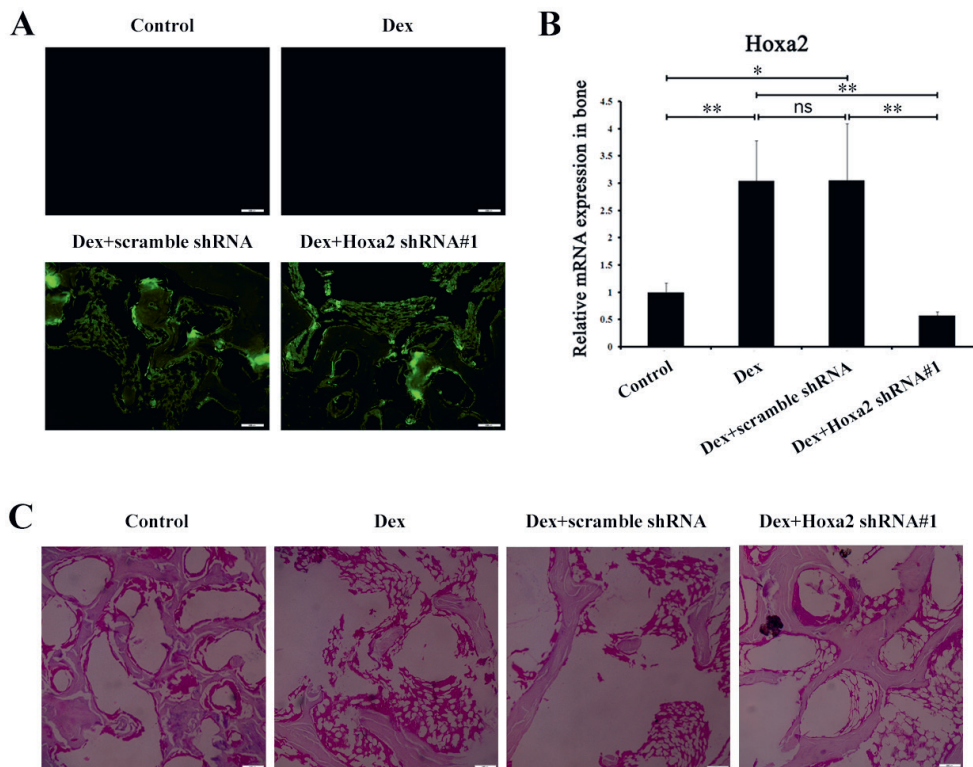 A
Control
Dex
Dex+scramble shRNA
Dex+Hoxa2 shRNA#1
B
Hoxa2
*
**
** ns **
Relative mRNA expression in bone
4.5
4
3.5
3
2.5
2
1.5
1
0.5
0
Control
Dex
Dex+scramble shRNA
Dex+Hoxa2 shRNA#1
C
Control
Dex
Dex+scramble shRNA
Dex+Hoxa2 shRNA#1